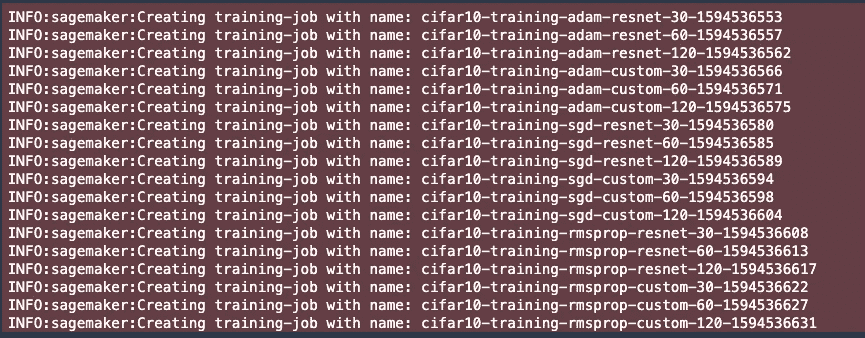 INFO:sagemaker:Creating training-job with name: cifar10-training-adam-resnet-30-1594536553
INFO:sagemaker:Creating training-job with name: cifar10-training-adam-resnet-60-1594536557
INFO:sagemaker:Creating training-job with name: cifar10-training-adam-resnet-120-1594536562
INFO:sagemaker:Creating training-job with name: cifar10-training-adam-custom-30-1594536566
INFO:sagemaker:Creating training-job with name: cifar10-training-adam-custom-60-1594536571
INFO:sagemaker:Creating training-job with name: cifar10-training-adam-custom-120-1594536575
INFO:sagemaker:Creating training-job with name: cifar10-training-sgd-resnet-30-1594536580
INFO:sagemaker:Creating training-job with name: cifar10-training-sgd-resnet-60-1594536585
INFO:sagemaker:Creating training-job with name: cifar10-training-sgd-resnet-120-1594536589
INFO:sagemaker:Creating training-job with name: cifar10-training-sgd-custom-30-1594536594
INFO:sagemaker:Creating training-job with name: cifar10-training-sgd-custom-60-1594536598
INFO:sagemaker:Creating training-job with name: cifar10-training-sgd-custom-120-1594536604
INFO:sagemaker:Creating training-job with name: cifar10-training-rmsprop-resnet-30-1594536608
INFO:sagemaker:Creating training-job with name: cifar10-training-rmsprop-resnet-60-1594536613
INFO:sagemaker:Creating training-job with name: cifar10-training-rmsprop-resnet-120-1594536617
INFO:sagemaker:Creating training-job with name: cifar10-training-rmsprop-custom-30-1594536622
INFO:sagemaker:Creating training-job with name: cifar10-training-rmsprop-custom-60-1594536627
INFO:sagemaker:Creating training-job with name: cifar10-training-rmsprop-custom-120-1594536631